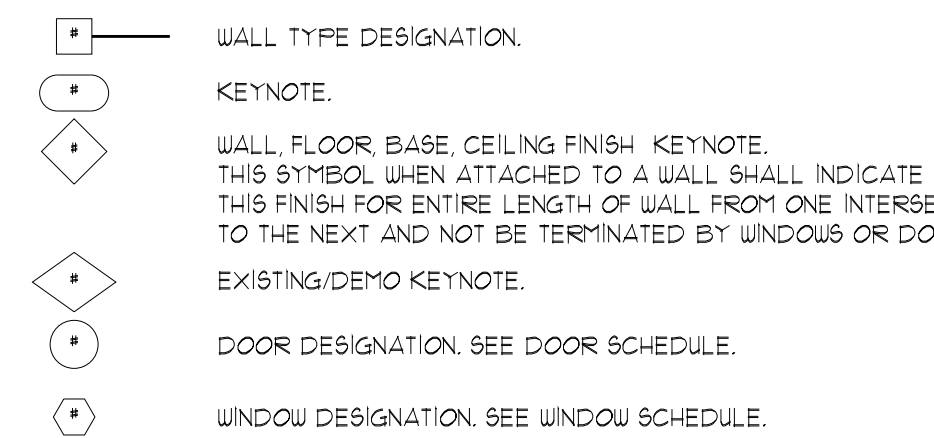 # WALL TYPE DESIGNATION.
# KEYNOTE.
# WALL, FLOOR, BASE, CEILING FINISH KEYNOTE.
THIS SYMBOL WHEN ATTACHED TO A WALL SHALL INDICATE
THIS FINISH FOR ENTIRE LENGTH OF WALL FROM ONE INTERSE
TO THE NEXT AND NOT BE TERMINATED BY WINDOWS OR DO
# EXISTING/DEMO KEYNOTE.
# DOOR DESIGNATION. SEE DOOR SCHEDULE.
# WINDOW DESIGNATION. SEE WINDOW SCHEDULE.